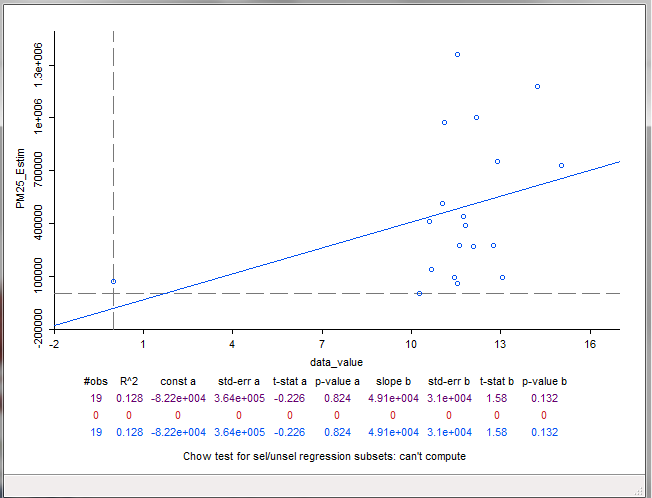 PM25_Estim
1.3e+006
1e+006
700000
400000
100000
-200000
-2 1 4 7 10 13 16
data_value
#obs R^2 const a std-err a t-stat a p-value a slope b std-err b t-stat b p-value b
19 0.128 -8.22e+004 3.64e+005 -0.226 0.824 4.91e+004 3.1e+004 1.58 0.132
0 0 0 0 0 0 0 0 0 0
19 0.128 -8.22e+004 3.64e+005 -0.226 0.824 4.91e+004 3.1e+004 1.58 0.132
Chow test for sel/unsel regression subsets: can't compute